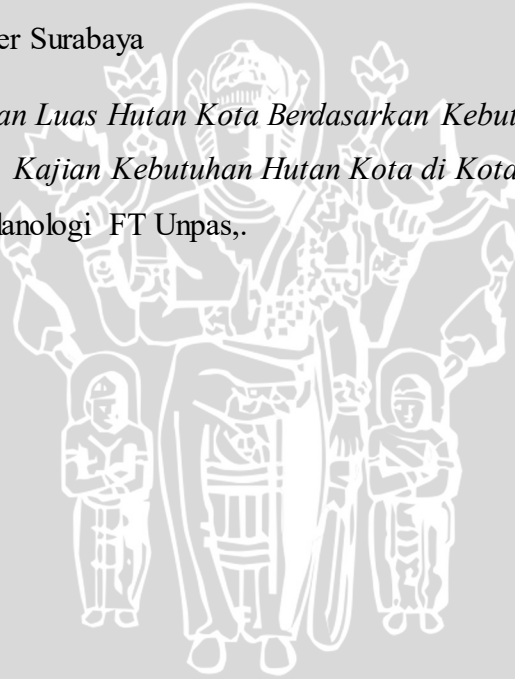 er Surabaya
an Luas Hutan Kota Berdasarkan Kebut
Kajian Kebutuhan Hutan Kota di Kota
lanologi FT Unpas,.